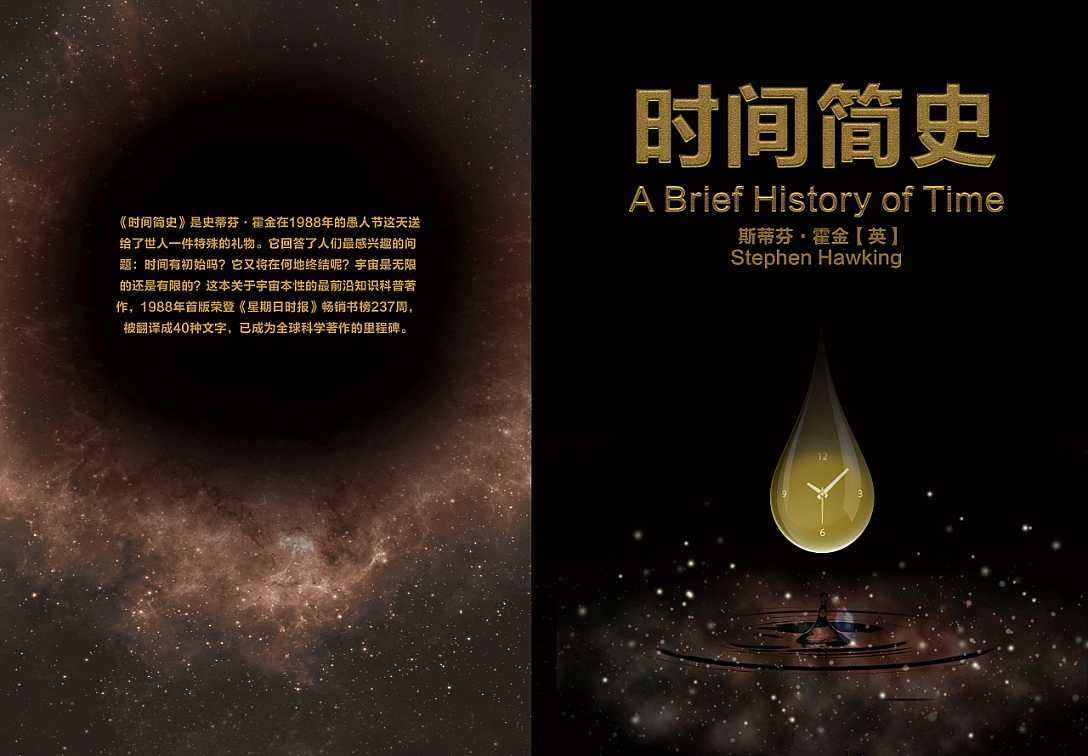 《时间简史》是史蒂芬·霍金在1988年的愚人节这天送
给了世人一件特殊的礼物。它回答了人们最感兴趣的问
题：时间有初始吗？它又将在何地终结呢？宇宙是无限
的还是有限的？这本关于宇宙本性的最前沿知识科普著
作，1988年首版荣登《星期日时报》畅销书榜237周，
被翻译成40种文字，已成为全球科学著作的里程碑。
时间简史
A Brief History of Time
斯蒂芬·霍金【英】
Stephen Hawking
12
9
3
6